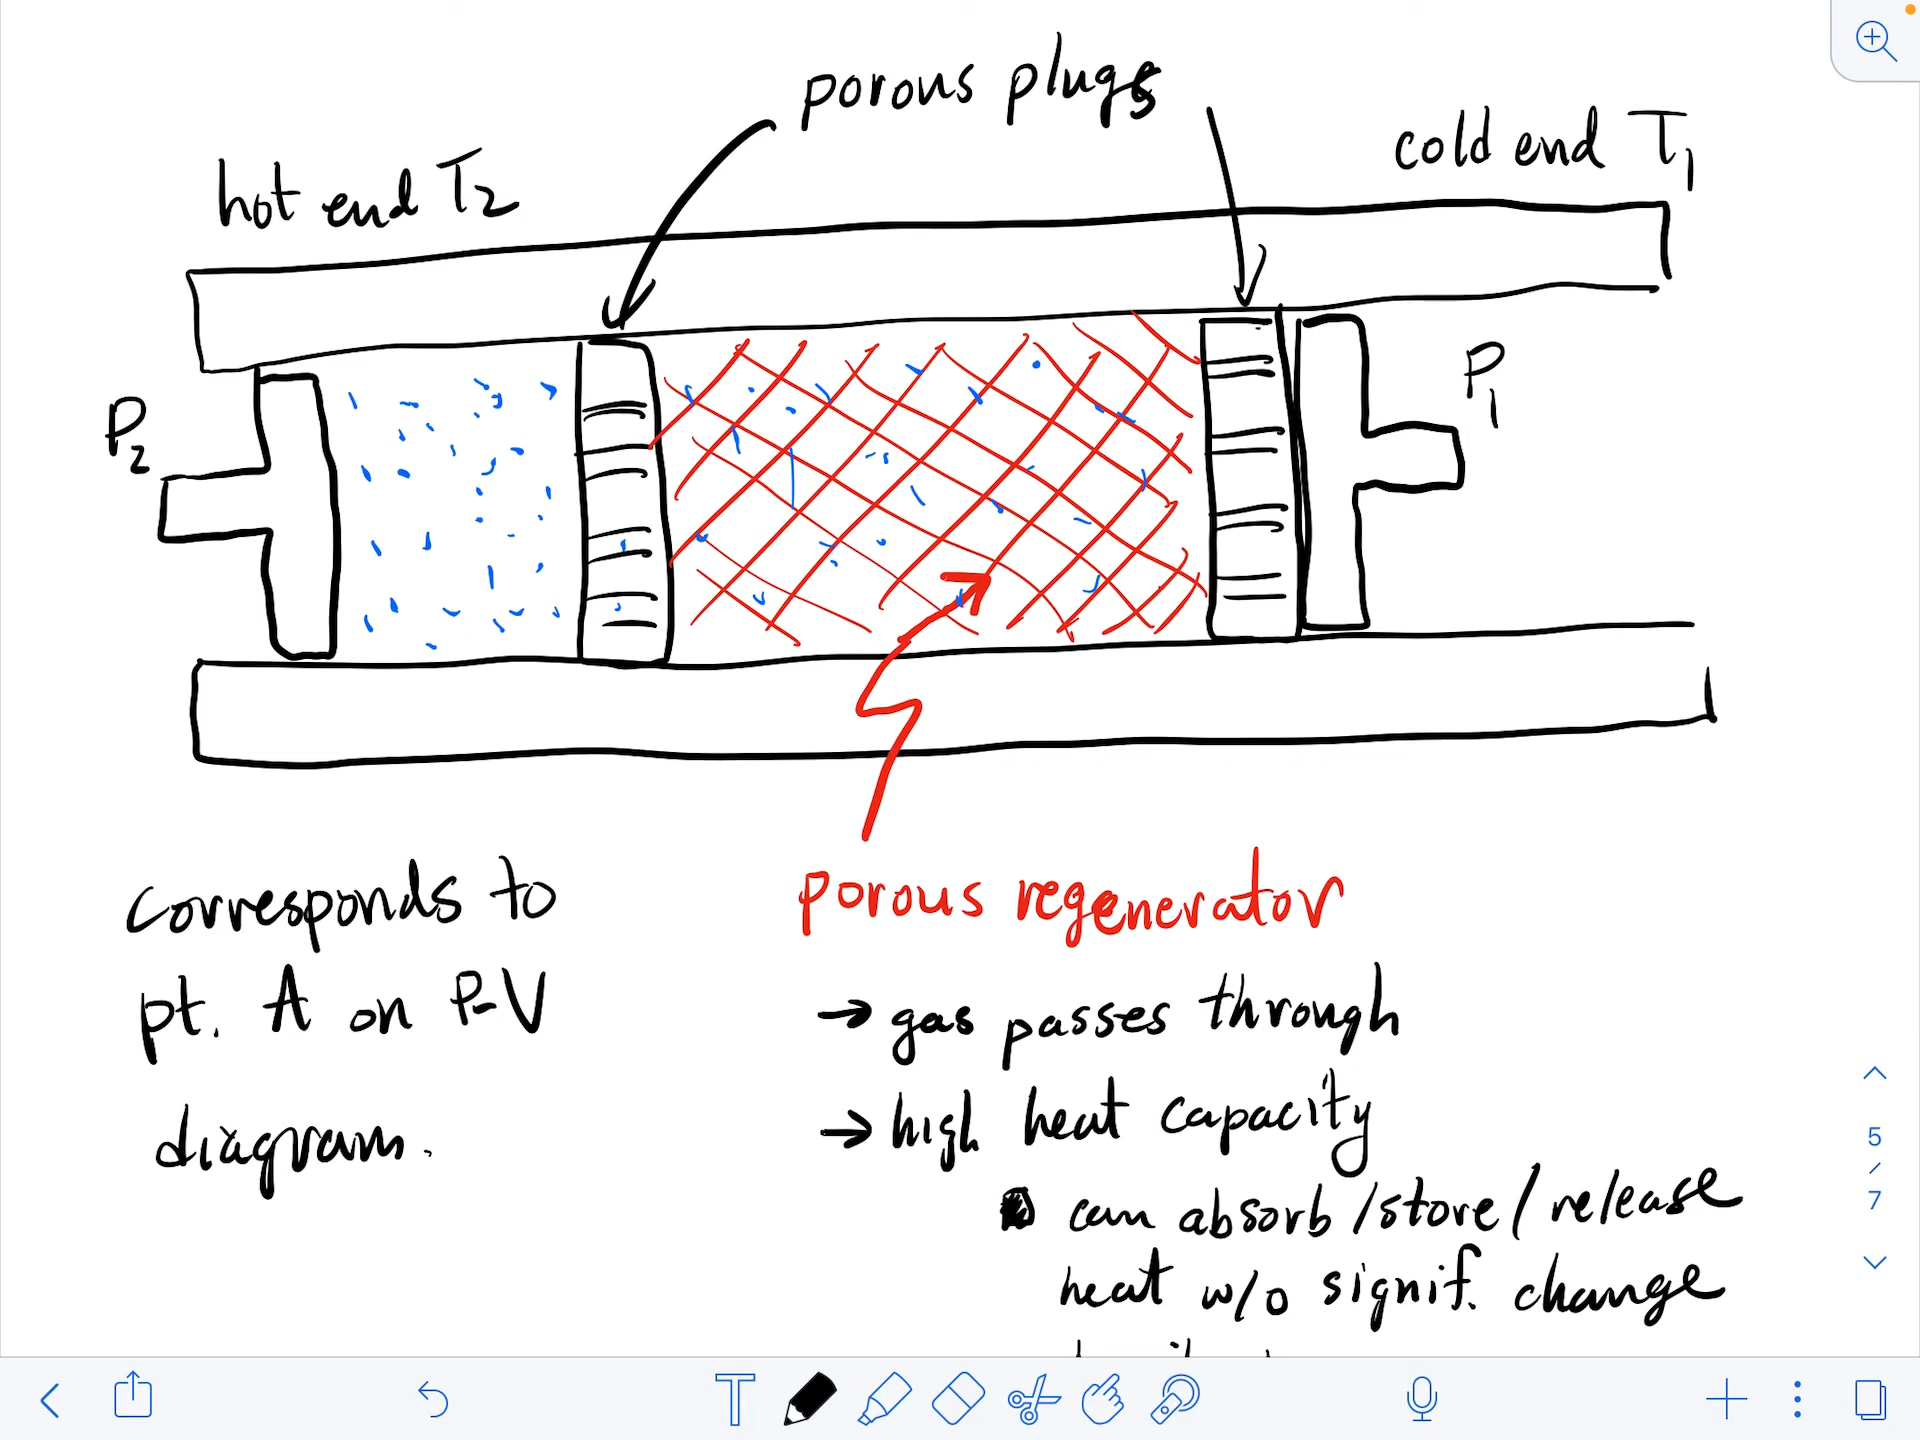 porous plugs
cold end T1
hot end T2
P2
P1
corresponds to
pt. A on P-V
diagram.
porous regenerator
→ gas passes through
→ high heat capacity
can absorb/store/release
heat w/o signif. change
5
/
7
T